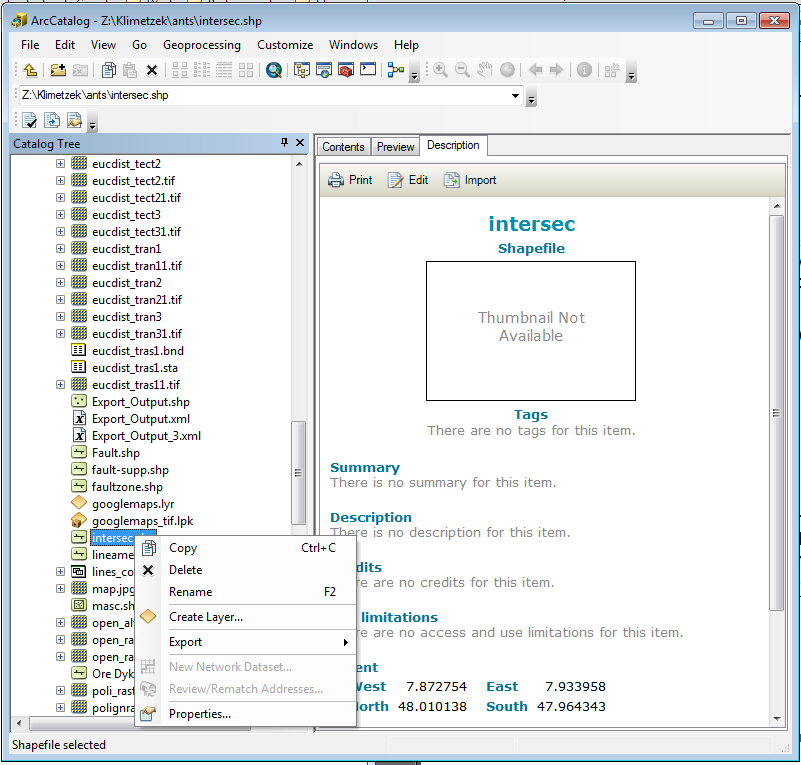 ArcCatalog - Z:\Klimetzek\ants\intersec.shp
File Edit View Go Geoprocessing Customize Windows Help
Z:\Klimetzek\ants\intersec.shp
Catalog Tree
eucdist_tect2
eucdist_tect2.tif
eucdist_tect21.tif
eucdist_tect3
eucdist_tect31.tif
eucdist_tran1
eucdist_tran11.tif
eucdist_tran2
eucdist_tran21.tif
eucdist_tran3
eucdist_tran31.tif
eucdist_tras1.bnd
eucdist_tras1.sta
eucdist_tras11.tif
Export_Output.shp
Export_Output.xml
Export_Output_3.xml
Fault.shp
fault-supp.shp
faultzone.shp
googlemaps.lyr
googlemaps_tif.lpk
intersec
lineame
lines_co
map.jpg
masc.sh
open_al
open_ra
open_ra
Ore Dyk
poli_rast
polignra
Copy Ctrl+C
Delete
Rename F2
Create Layer...
Export
New Network Dataset...
Review/Rematch Addresses...
Properties...
Contents Preview Description
Print Edit Import
intersec
Shapefile
Thumbnail Not
Available
Tags
There are no tags for this item.
Summary
There is no summary for this item.
Description
There is no description for this item.
dits
re are no credits for this item.
limitations
re are no access and use limitations for this item.
ent
West 7.872754 East 7.933958
orth 48.010138 South 47.964343
Shapefile selected